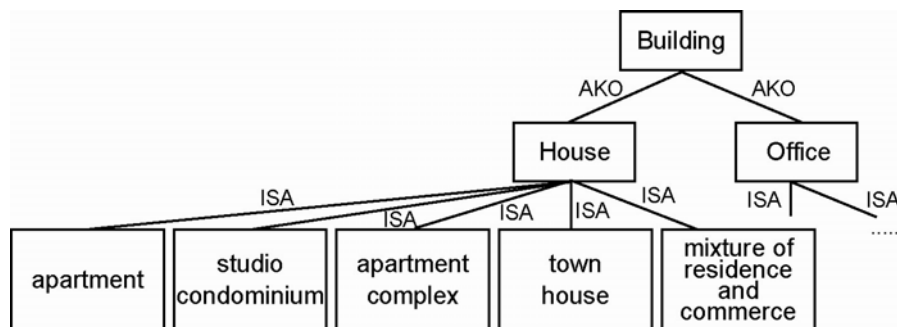 Building
AKO
AKO
House
Office
ISA
ISA
ISA
ISA
ISA
ISA
ISA
.....
apartment
studio
condominium
apartment
complex
town
house
mixture of
residence
and
commerce